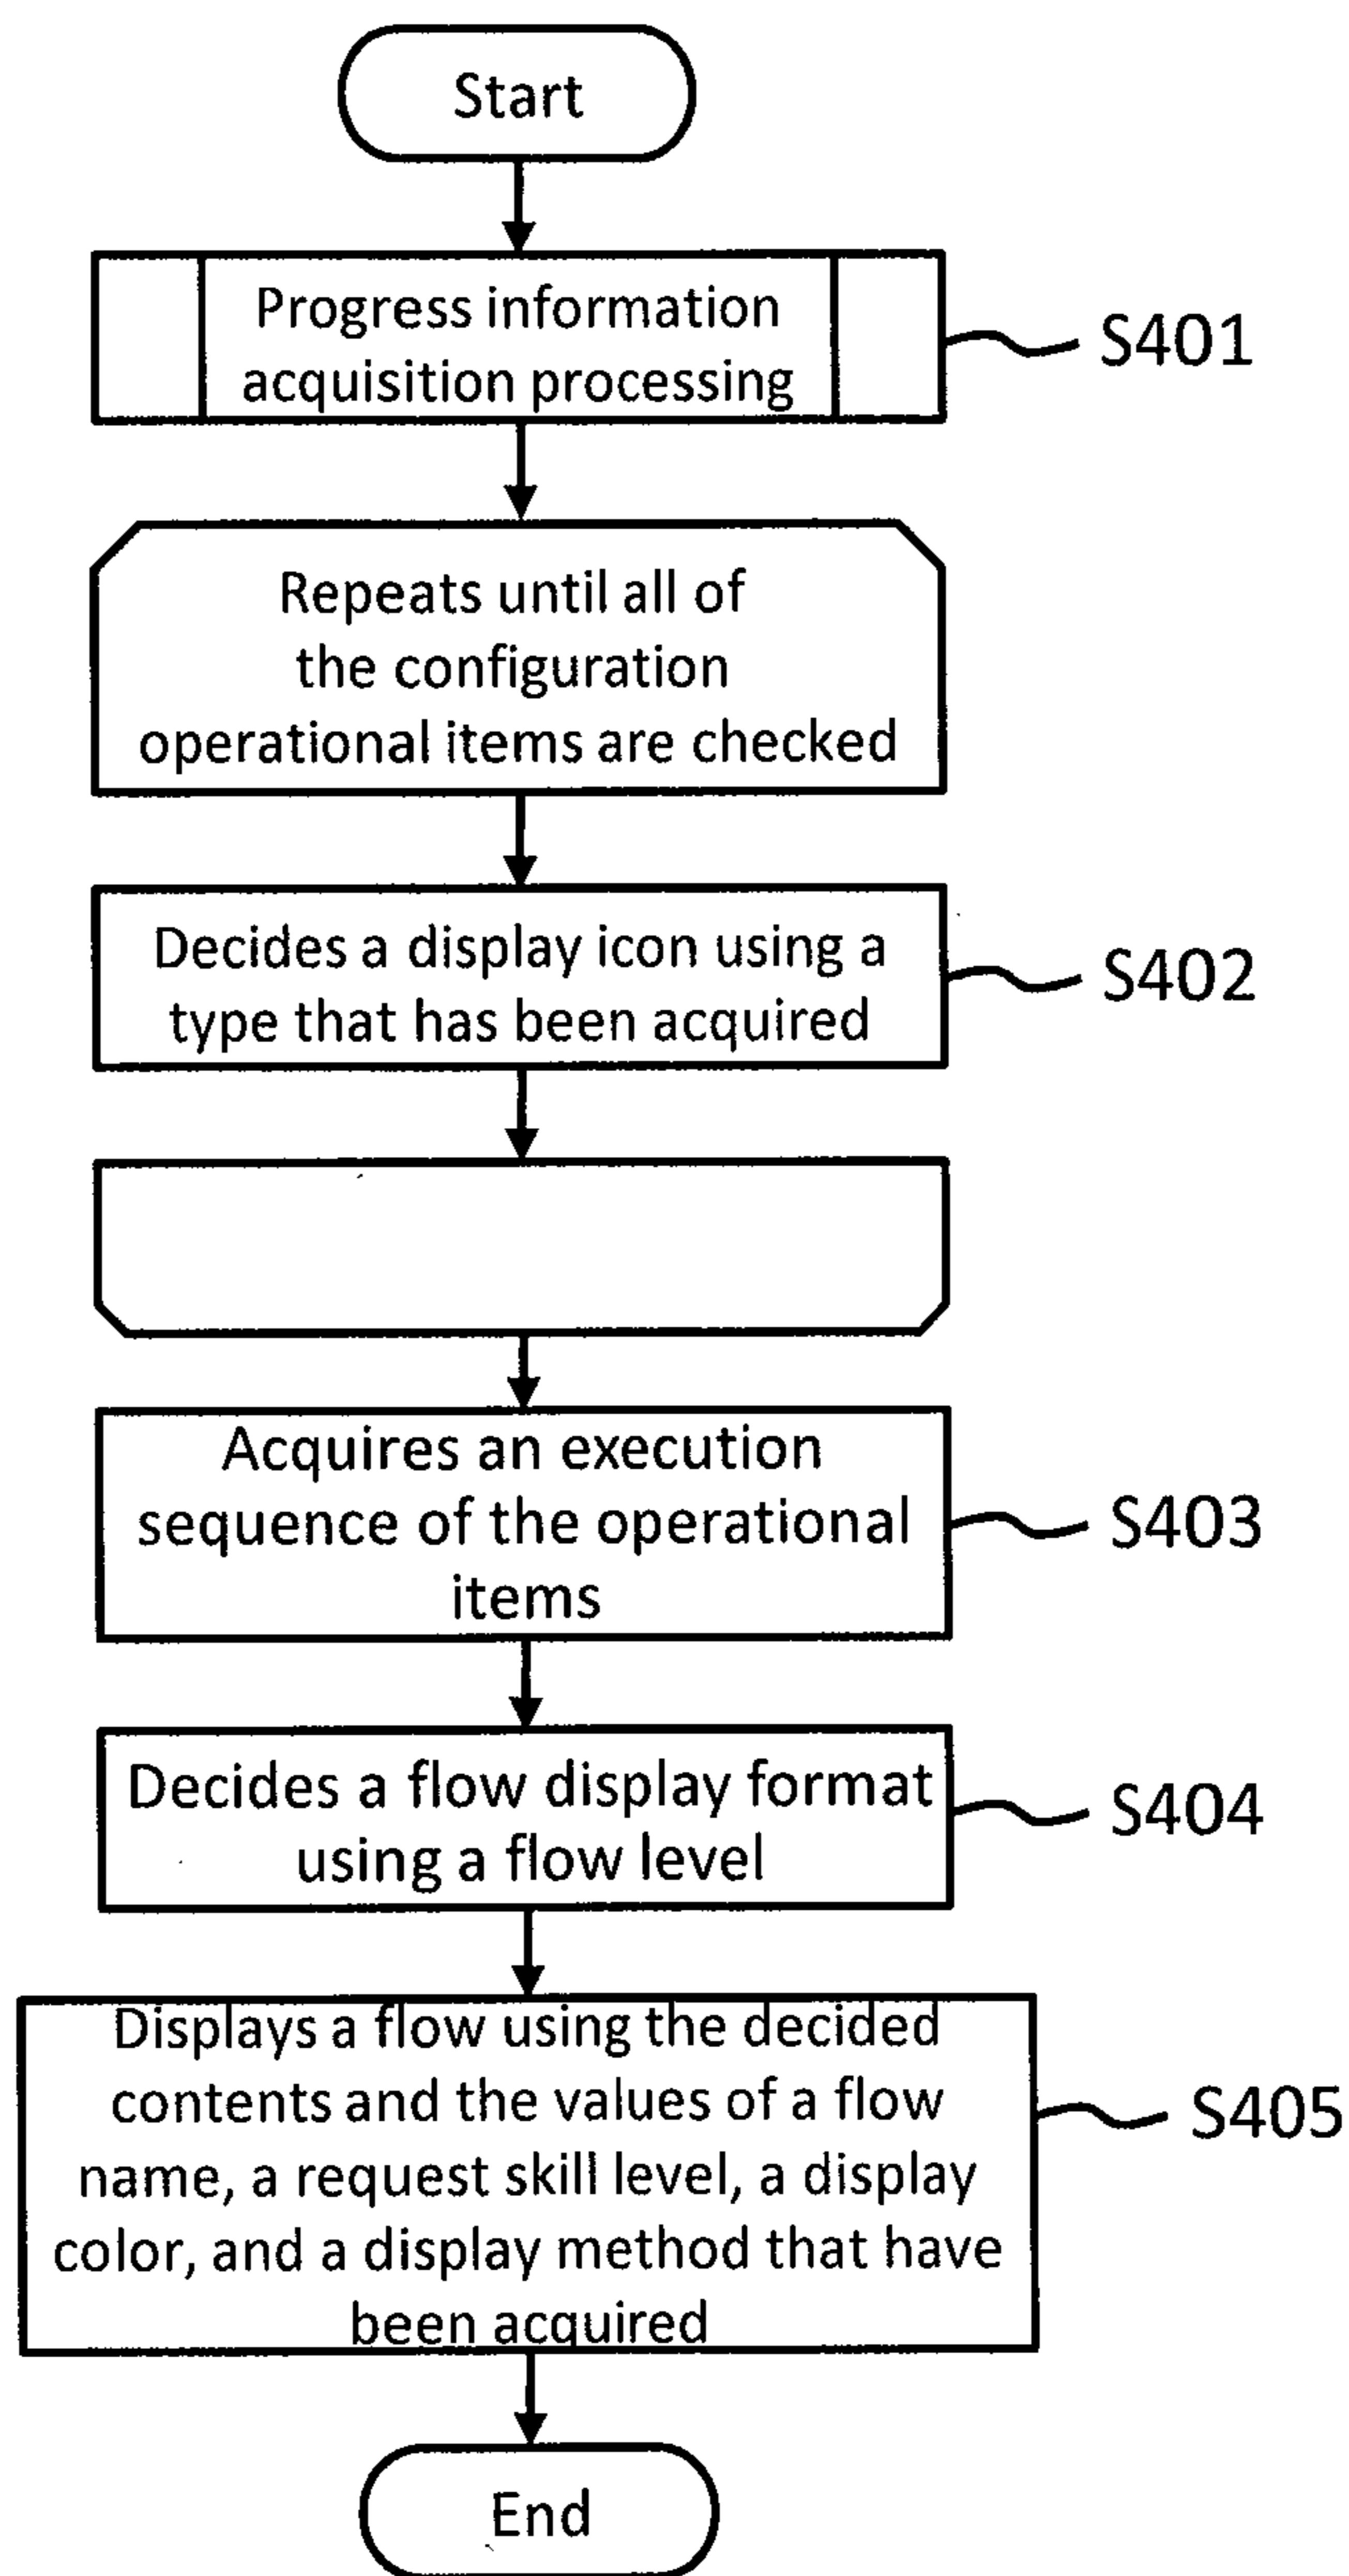 Start
Progress information
acquisition processing
S401
Repeats until all of
the configuration
operational items are checked
Decides a display icon using a
type that has been acquired
S402
Acquires an execution
sequence of the operational
items
S403
Decides a flow display format
using a flow level
S404
Displays a flow using the decided
contents and the values of a flow
name, a request skill level, a display
color, and a display method that have
been acquired
S405
End